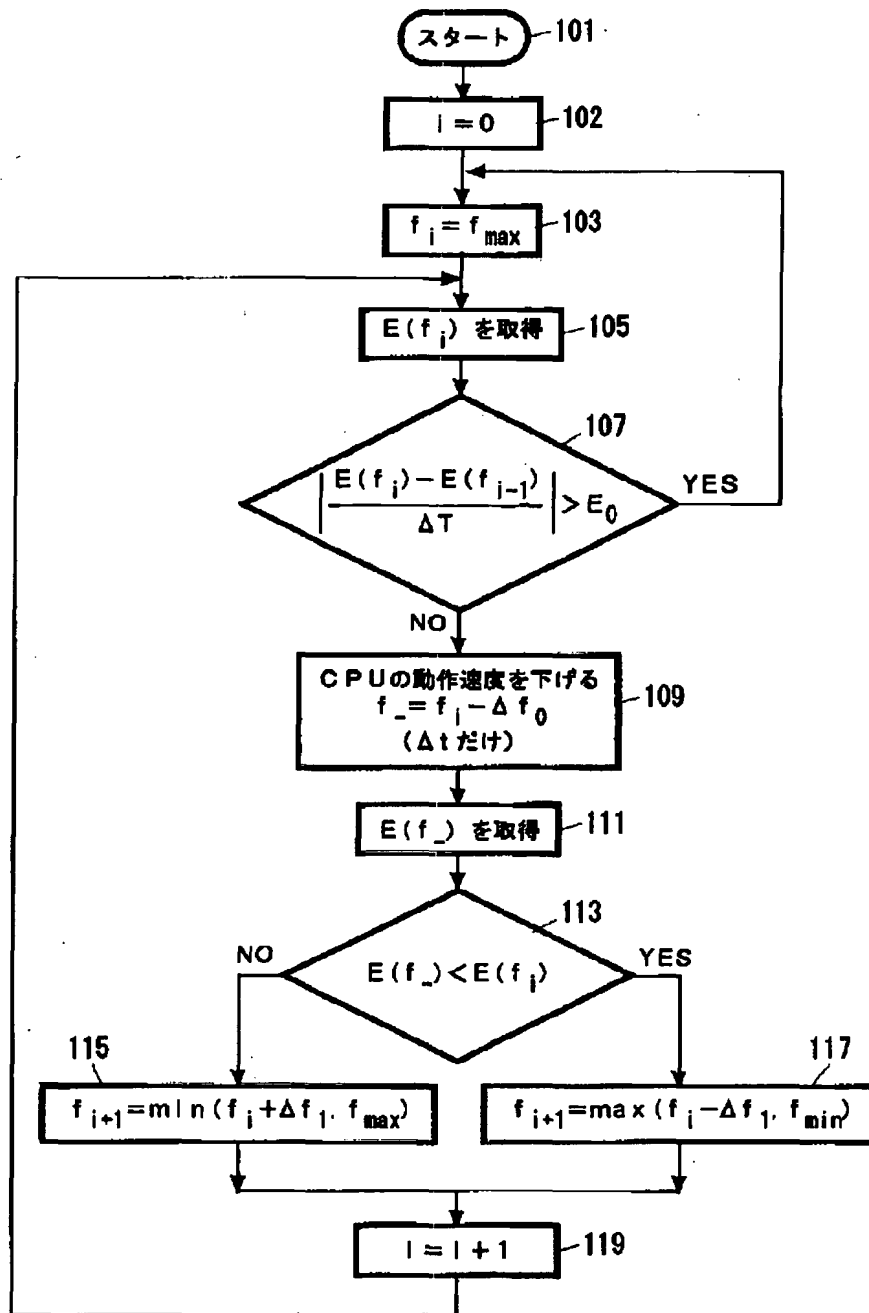 スタート 101
i=0 102
f_i=f_max 103
E(f_i) を取得 105
107
|E(f_i)-E(f_{i-1})
ΔT|>E_0
YES
NO
CPUの動作速度を下げる
f_-=f_i-Δf_0
(Δtだけ)
109
E(f_-) を取得 111
113
NO
E(f_-)<E(f_i)
YES
115
f_{i+1}=min(f_i+Δf_1, f_max)
117
f_{i+1}=max(f_i-Δf_1, f_min)
i=i+1 119